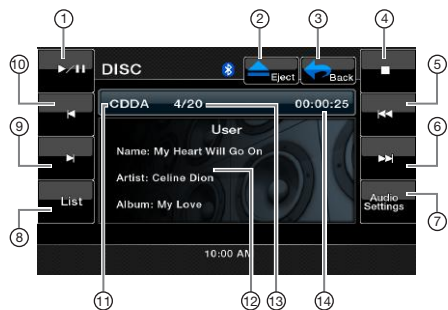 1 2 3 4
DISC Eject Back
10 5
CDDA 4/20 00:00:25
User
Name: My Heart Will Go On
9 6
Artist: Celine Dion
List Album: My Love Audio Settings
8 7
10:00 AM
11 12 13 14